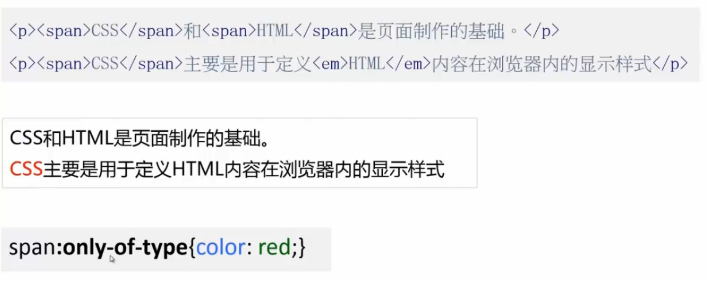 <p><span>CSS</span>和<span>HTML</span>是页面制作的基础。</p>
<p><span>CSS</span>主要是用于定义<em>HTML</em>内容在浏览器内的显示样式</p>
CSS和HTML是页面制作的基础。
CSS主要是用于定义HTML内容在浏览器内的显示样式
span:only-of-type{color: red;}